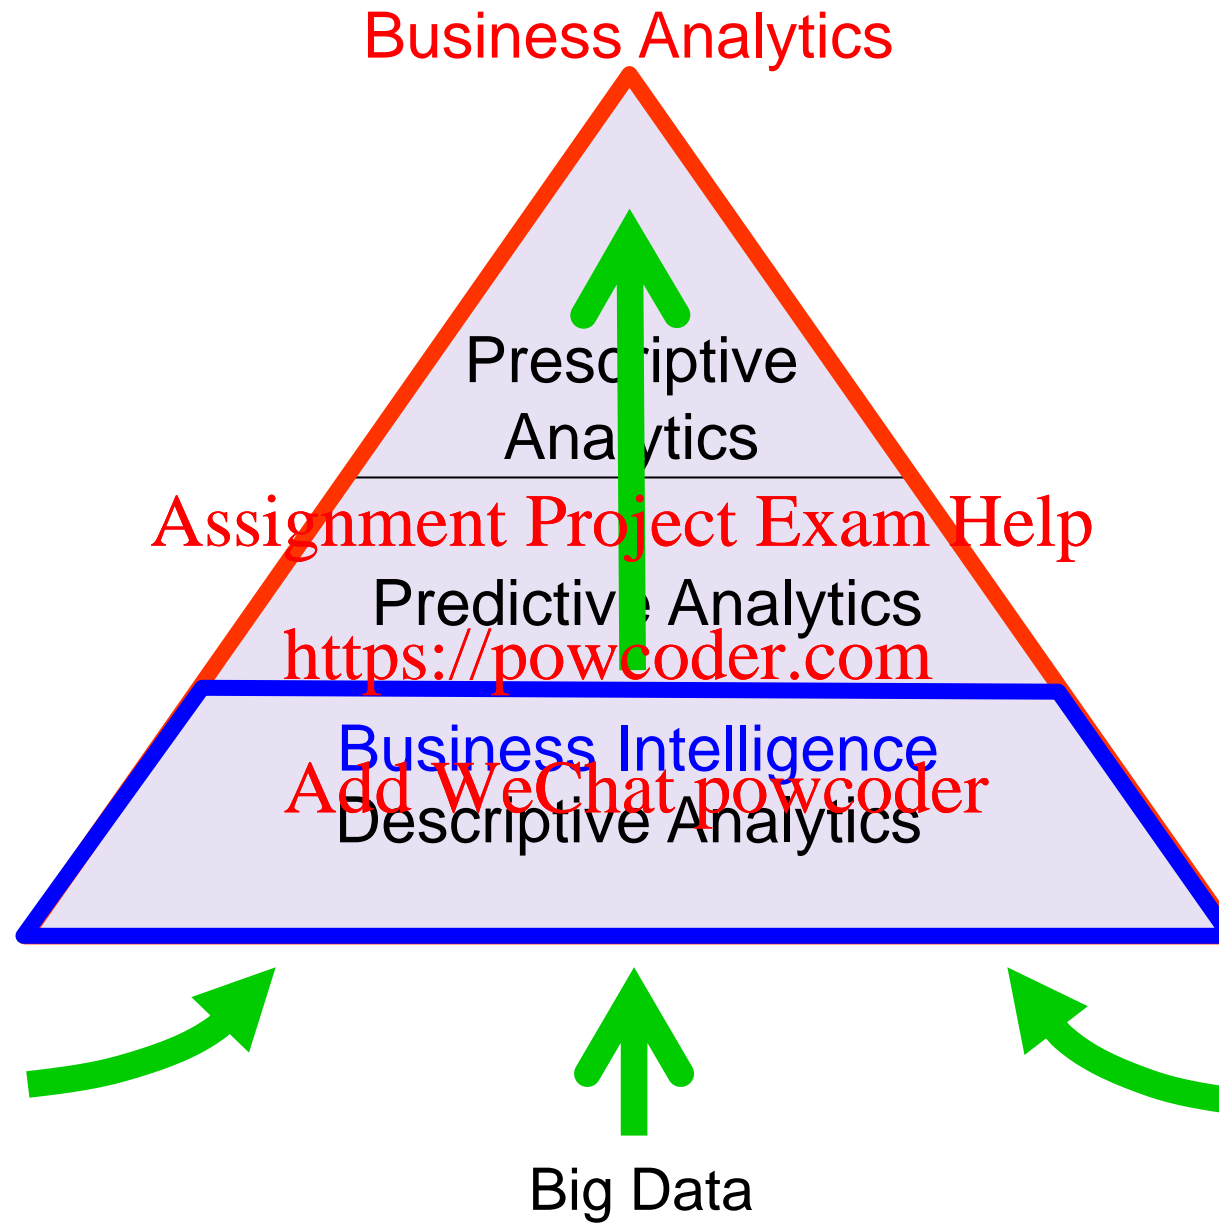 Business Analytics
Prescriptive
Analytics
Assignment Project Exam Help
Predictive Analytics
https://powcoder.com
Business Intelligence
Add WeChat powcoder
Descriptive Analytics
Big Data